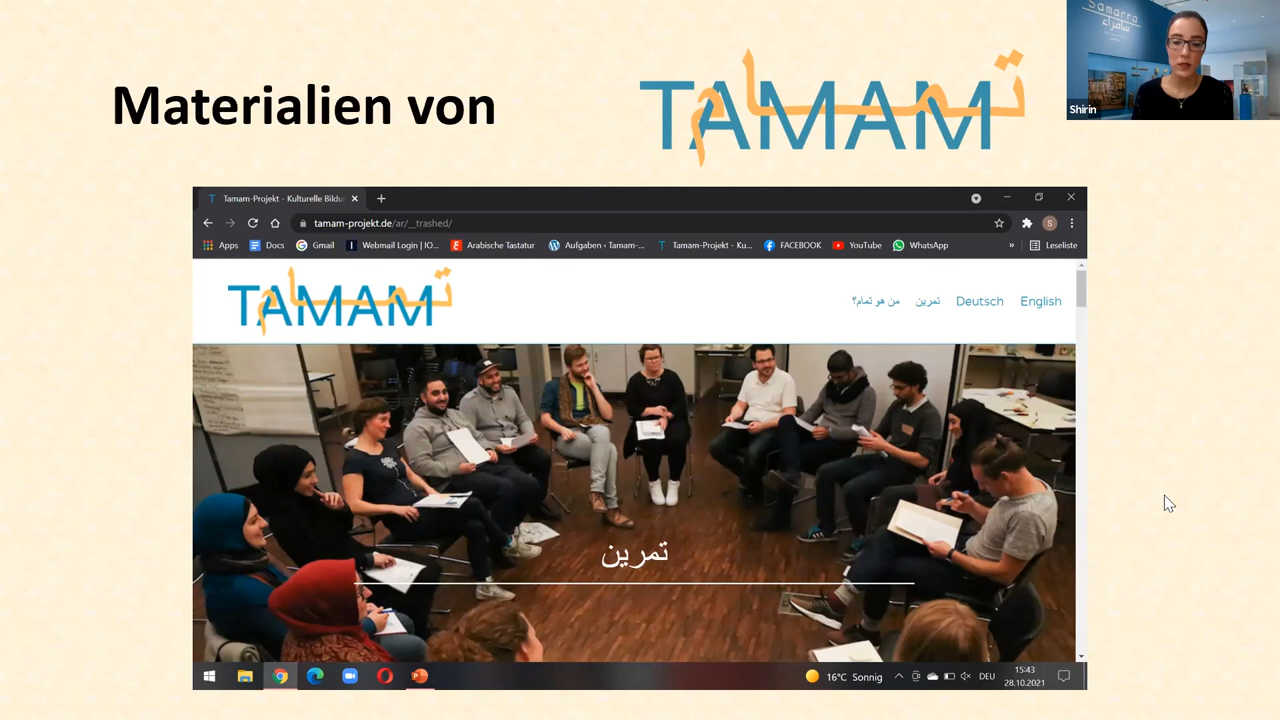 Materialien von
TAMAM
تمام
Samarra
سامراء
Shirin
Tamam-Projekt - Kulturelle Bildu
tamam-projekt.de/ar/__trashed/
S
Apps
Docs
Gmail
Webmail Login | IO...
Arabische Tastatur
Aufgaben ‹ Tamam-...
Tamam-Projekt - Ku...
FACEBOOK
YouTube
WhatsApp
»
Leseliste
TAMAM
تمام
من هو تمام؟
تمرين
Deutsch
English
تمرين
16°C Sonnig
DEU
15:43
28.10.2021